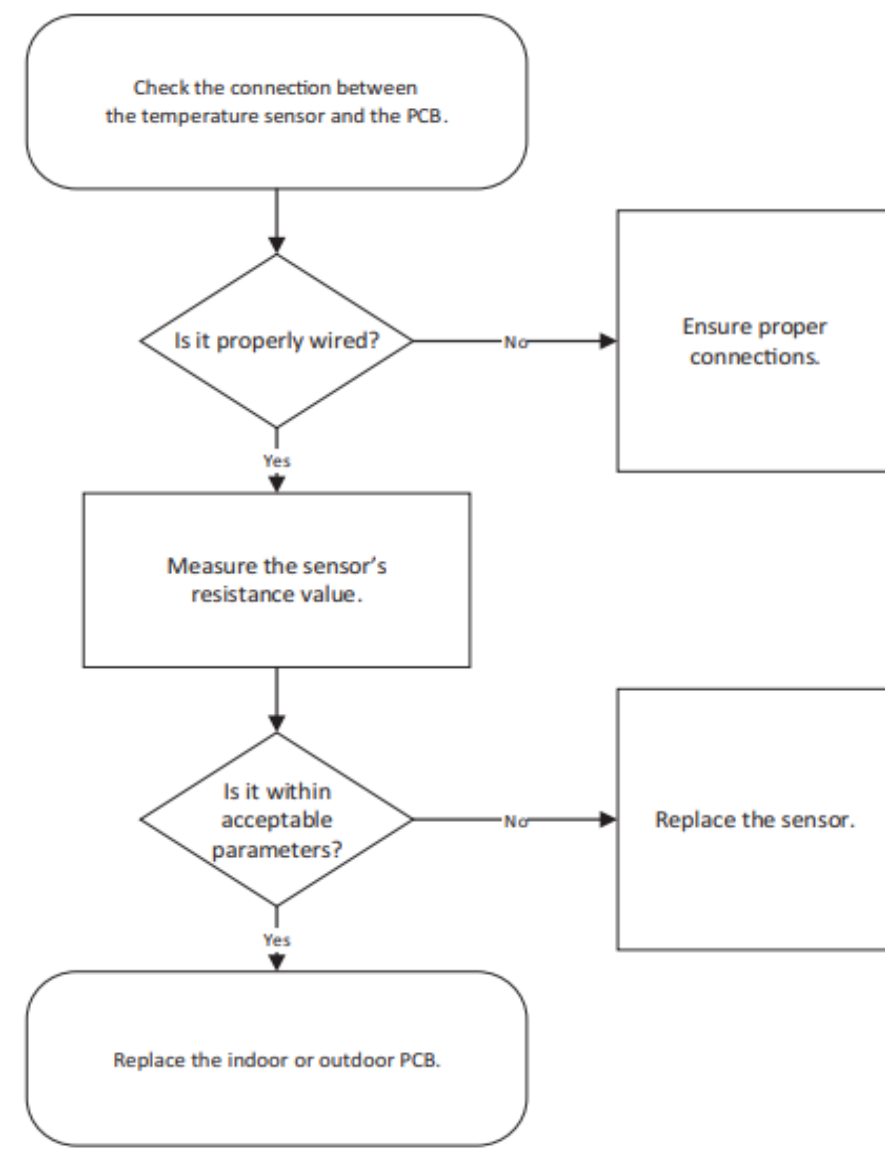 Check the connection between
the temperature sensor and the PCB.
Is it properly wired?
No
Ensure proper
connections.
Yes
Measure the sensor's
resistance value.
Is it within
acceptable
parameters?
No
Replace the sensor.
Yes
Replace the indoor or outdoor PCB.